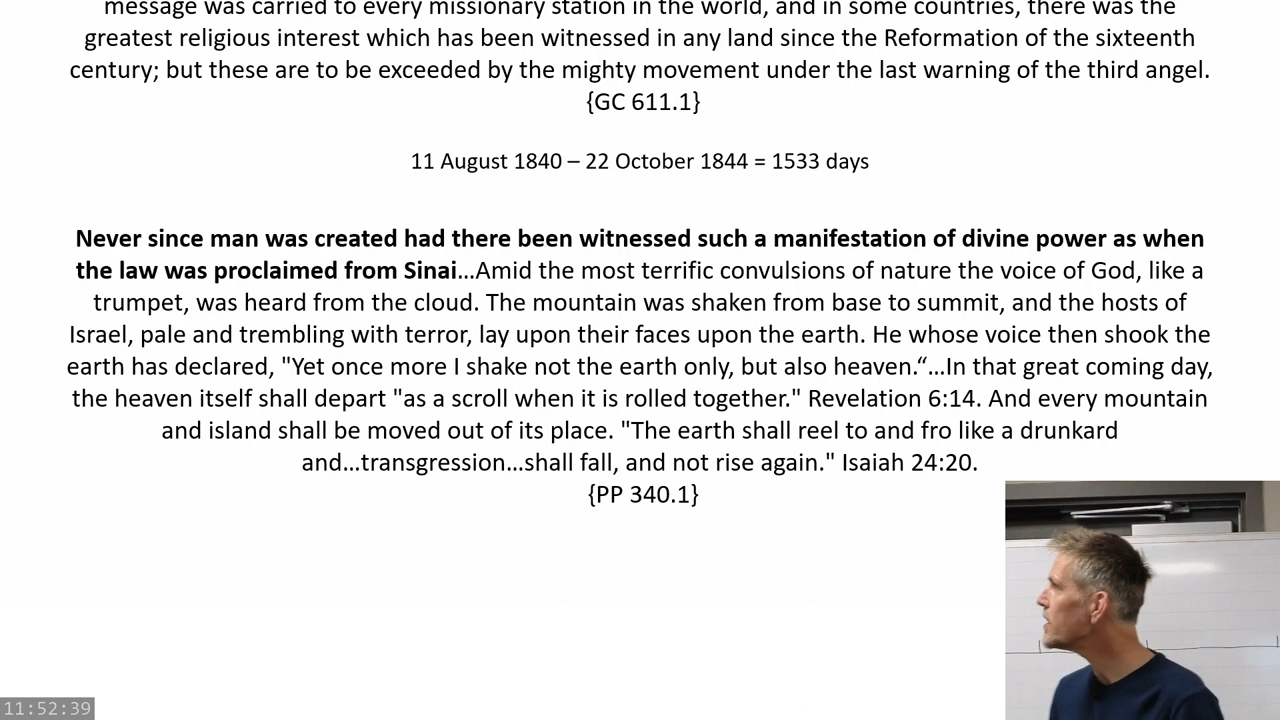 message was carried to every missionary station in the world, and in some countries, there was the
greatest religious interest which has been witnessed in any land since the Reformation of the sixteenth
century; but these are to be exceeded by the mighty movement under the last warning of the third angel.
{GC 611.1}
11 August 1840 – 22 October 1844 = 1533 days
Never since man was created had there been witnessed such a manifestation of divine power as when
the law was proclaimed from Sinai…Amid the most terrific convulsions of nature the voice of God, like a
trumpet, was heard from the cloud. The mountain was shaken from base to summit, and the hosts of
Israel, pale and trembling with terror, lay upon their faces upon the earth. He whose voice then shook the
earth has declared, "Yet once more I shake not the earth only, but also heaven.“…In that great coming day,
the heaven itself shall depart "as a scroll when it is rolled together." Revelation 6:14. And every mountain
and island shall be moved out of its place. "The earth shall reel to and fro like a drunkard
and…transgression…shall fall, and not rise again." Isaiah 24:20.
{PP 340.1}
11:52:39